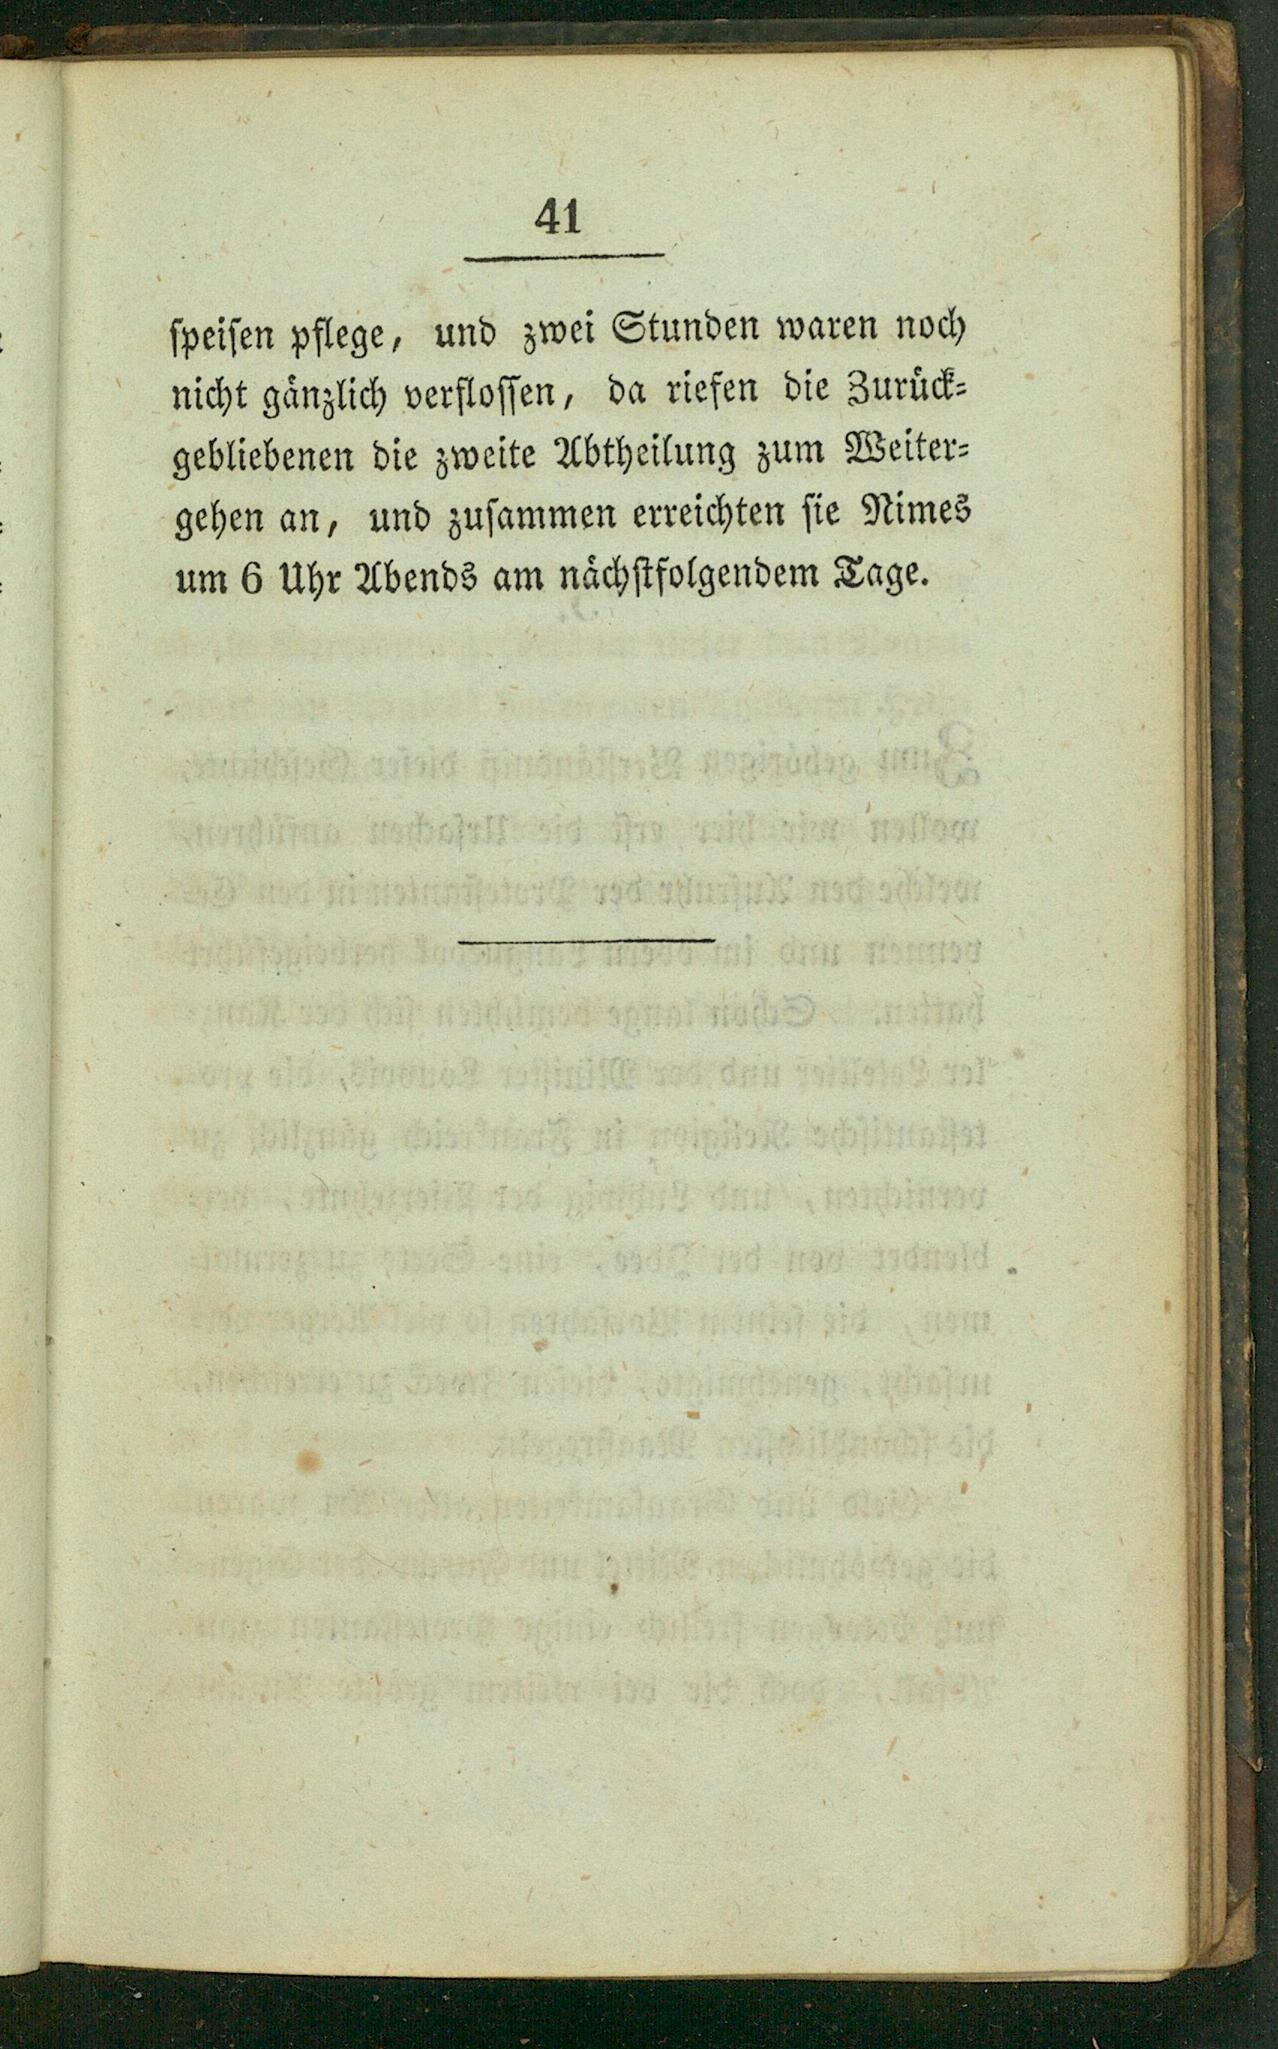 41
ſpeiſen pflege, und zwei Stunden waren noch
nicht gänzlich verfloſſen, da riefen die Zurück-
gebliebenen die zweite Abtheilung zum Weiter-
gehen an, und zuſammen erreichten ſie Nimes
um 6 Uhr Abends am nächſtfolgendem Tage.